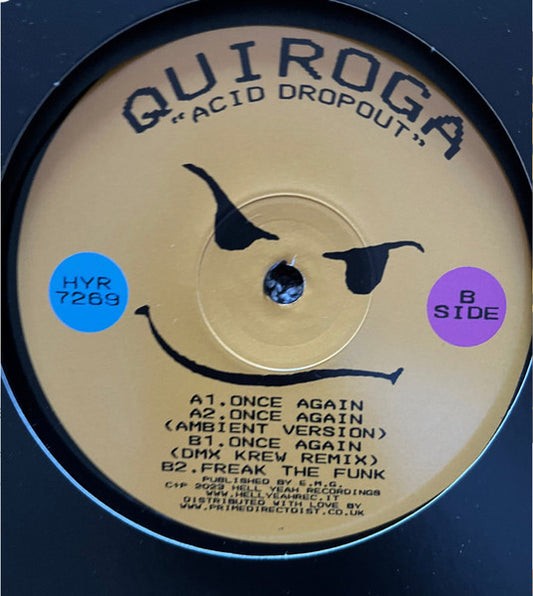 QUIROGA
"ACID DROPOUT"
HYR
7269
B
SIDE
A1.ONCE AGAIN
A2.ONCE AGAIN
(AMBIENT VERSION)
B1.ONCE AGAIN
(DMX KREW REMIX)
B2.FREAK THE FUNK
PUBLISHED BY E.M.G.
C+P 2023 HELL YEAH RECORDINGS
WWW.HELLYEAHREC.IT
DISTRIBUTED WITH LOVE BY
WWW.PRIMEDIRECTDIST.CO.UK